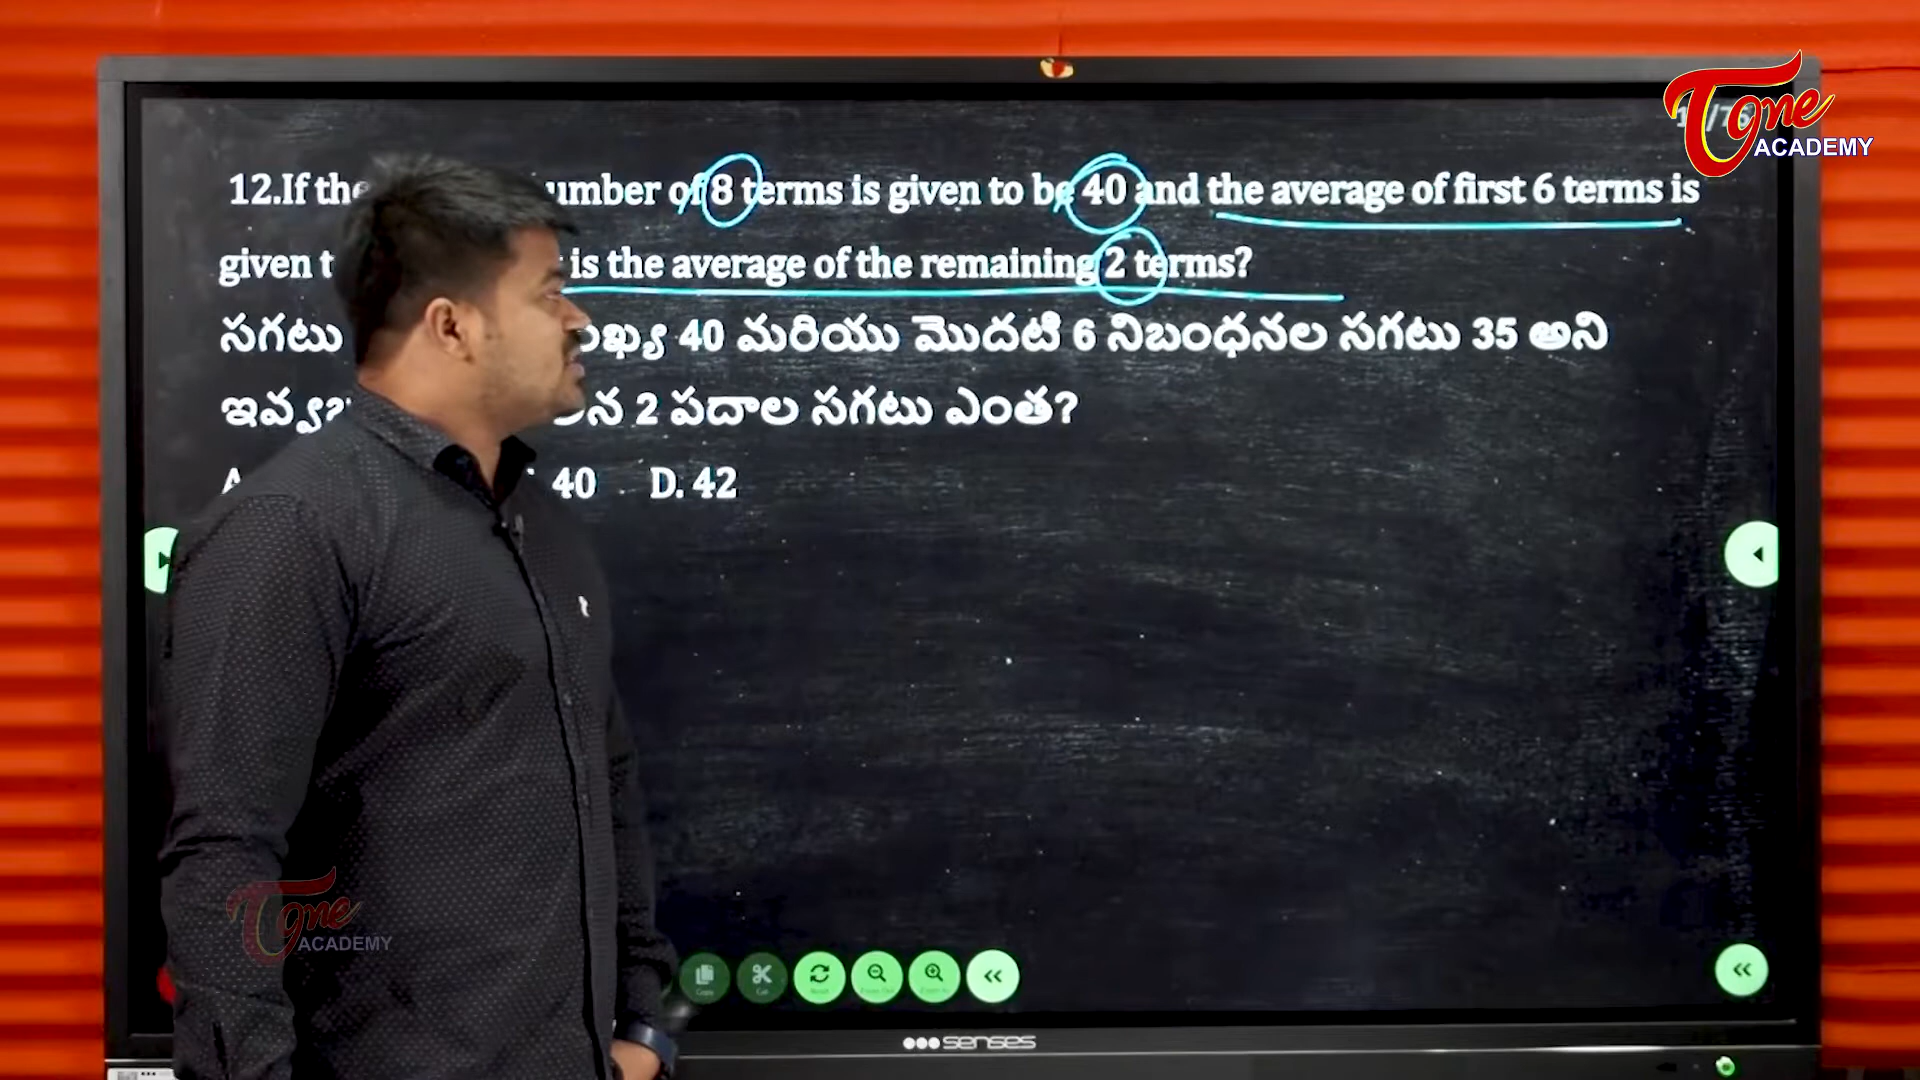 12.If the umber of 8 terms is given to be 40 and the average of first 6 terms is
given t is the average of the remaining 2 terms?
సగటు ంఖ్య 40 మరియు మొదటి 6 నిబంధనల సగటు 35 అని
ఇవ్వ న 2 పదాల సగటు ఎంత?
A 40 D. 42
Tone
ACADEMY
Tone
ACADEMY
senses